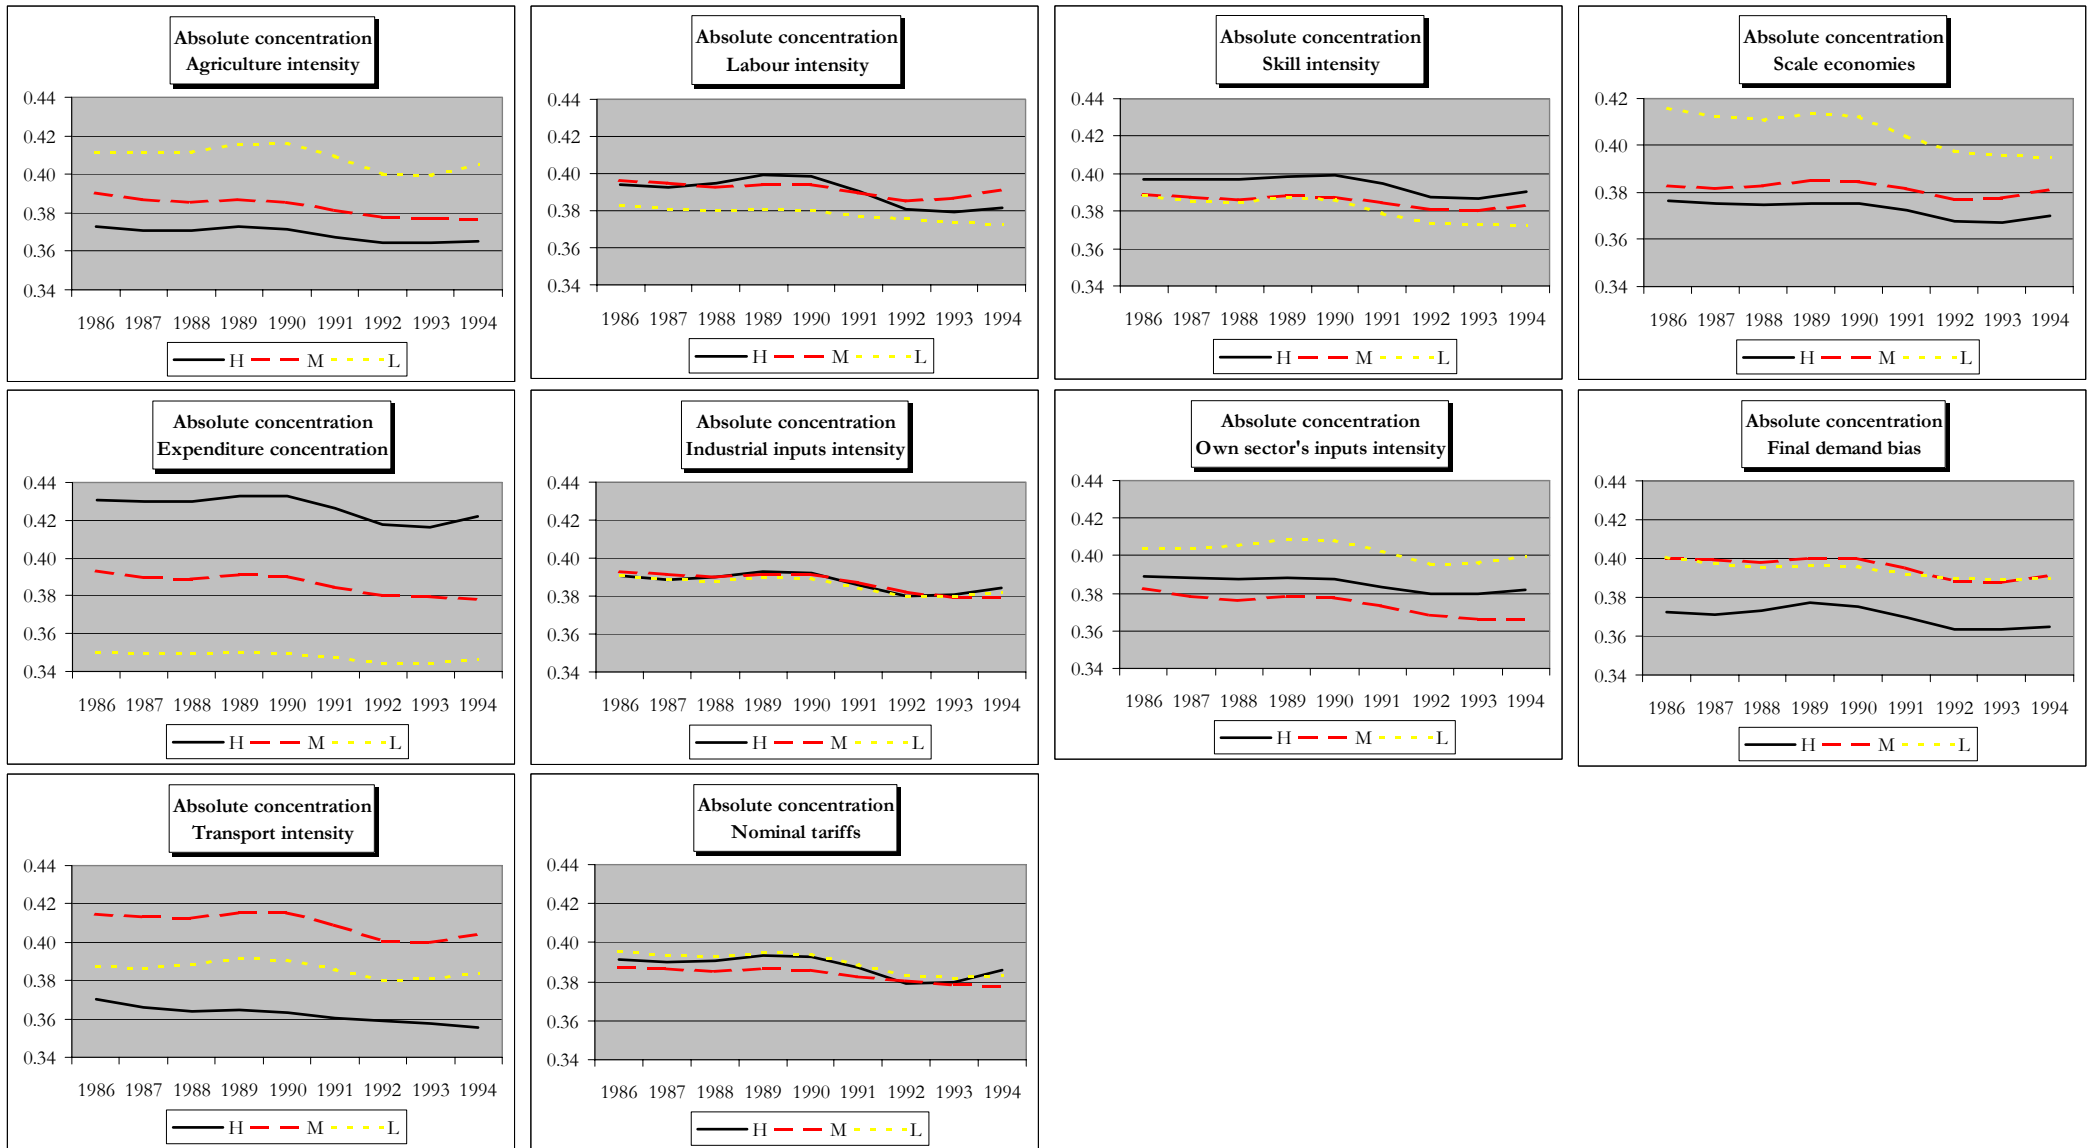 Absolute concentration
Agriculture intensity
0.44
0.42
0.40
0.38
0.36
0.34
1986 1987 1988 1989 1990 1991 1992 1993 1994
H M L
Absolute concentration
Labour intensity
0.44
0.42
0.40
0.38
0.36
0.34
1986 1987 1988 1989 1990 1991 1992 1993 1994
H M L
Absolute concentration
Skill intensity
0.44
0.42
0.40
0.38
0.36
0.34
1986 1987 1988 1989 1990 1991 1992 1993 1994
H M L
Absolute concentration
Scale economies
0.42
0.40
0.38
0.36
0.34
1986 1987 1988 1989 1990 1991 1992 1993 1994
H M L
Absolute concentration
Expenditure concentration
0.44
0.42
0.40
0.38
0.36
0.34
1986 1987 1988 1989 1990 1991 1992 1993 1994
H M L
Absolute concentration
Industrial inputs intensity
0.44
0.42
0.40
0.38
0.36
0.34
1986 1987 1988 1989 1990 1991 1992 1993 1994
H M L
Absolute concentration
Own sector's inputs intensity
0.44
0.42
0.40
0.38
0.36
0.34
1986 1987 1988 1989 1990 1991 1992 1993 1994
H M L
Absolute concentration
Final demand bias
0.44
0.42
0.40
0.38
0.36
0.34
1986 1987 1988 1989 1990 1991 1992 1993 1994
H M L
Absolute concentration
Transport intensity
0.44
0.42
0.40
0.38
0.36
0.34
1986 1987 1988 1989 1990 1991 1992 1993 1994
H M L
Absolute concentration
Nominal tariffs
0.44
0.42
0.40
0.38
0.36
0.34
1986 1987 1988 1989 1990 1991 1992 1993 1994
H M L